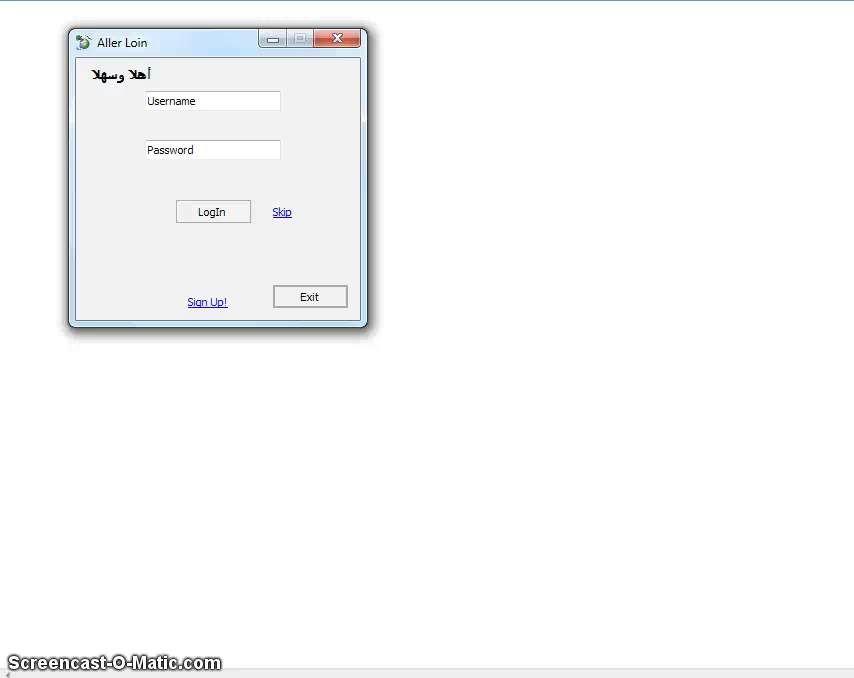 Aller Loin
أهلا وسهلا
Username
Password
LogIn
Skip
Sign Up!
Exit
Screencast-O-Matic.com